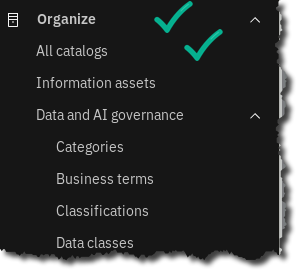 Organize
All catalogs
Information assets
Data and AI governance
Categories
Business terms
Classifications
Data classes